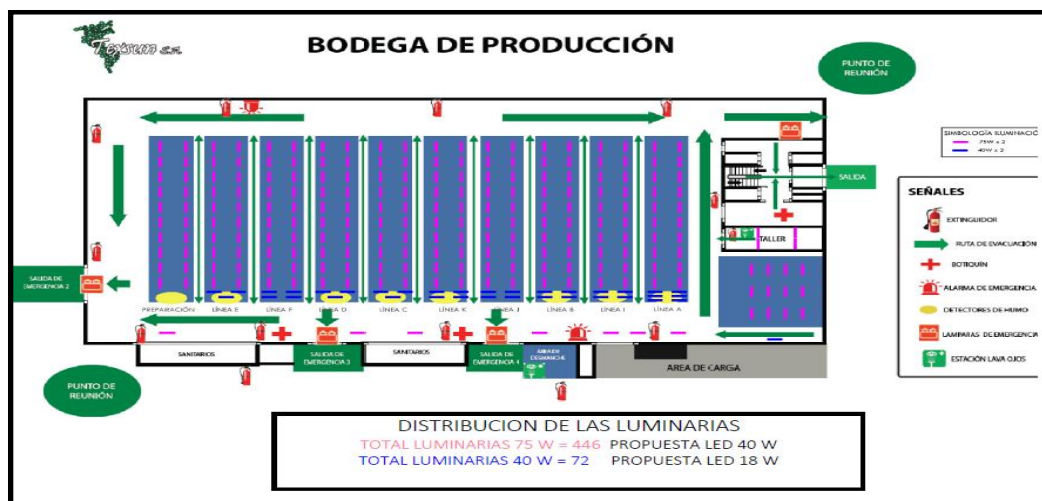 Texsun S.A.
BODEGA DE PRODUCCIÓN
PUNTO DE
REUNIÓN
SIMBOLOGÍA ILUMINACIÓ
75W x 2
40W x 2
SALIDA
SEÑALES
EXTINGUIDOR
RUTA DE EVACUACIÓN
BOTIQUÍN
ALARMA DE EMERGENCIA
DETECTORES DE HUMO
LAMPARAS DE EMERGENCIA
ESTACIÓN LAVA OJOS
TALLER
SALIDA DE
EMERGENCIA 2
PREPARACIÓN
LÍNEA E
LÍNEA F
LÍNEA D
LÍNEA C
LÍNEA K
LÍNEA J
LÍNEA B
LÍNEA I
LÍNEA A
SANITARIOS
SALIDA DE
EMERGENCIA 3
SANITARIOS
SALIDA DE
EMERGENCIA 4
AREA DE
AREA DE CARGA
PUNTO DE
REUNIÓN
DISTRIBUCION DE LAS LUMINARIAS
TOTAL LUMINARIAS 75 W = 446 PROPUESTA LED 40 W
TOTAL LUMINARIAS 40 W = 72 PROPUESTA LED 18 W